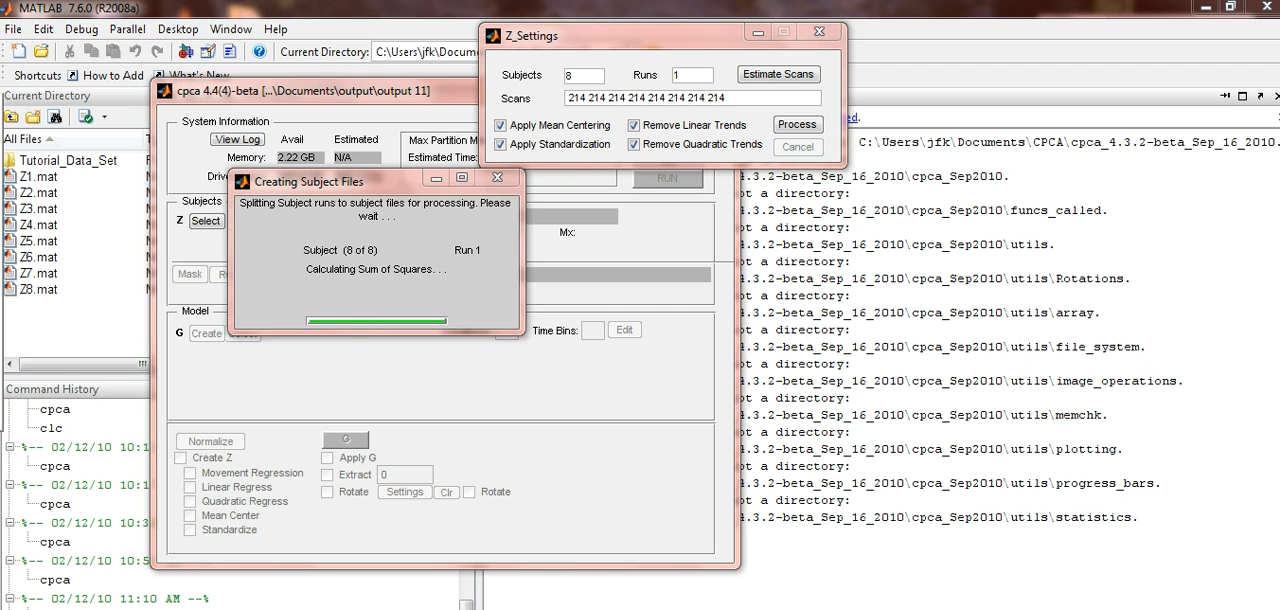 MATLAB 7.6.0 (R2008a)
File Edit Debug Parallel Desktop Window Help
Current Directory: C:\Users\jfk\Docume
Shortcuts How to Add What's New
Current Directory
All Files
Tutorial_Data_Set
Z1.mat
Z2.mat
Z3.mat
Z4.mat
Z5.mat
Z6.mat
Z7.mat
Z8.mat
Command History
cpca
clc
%-- 02/12/10 10:1
cpca
%-- 02/12/10 10:1
cpca
%-- 02/12/10 10:3
cpca
%-- 02/12/10 10:5
cpca
%-- 02/12/10 11:10 AM --%
cpca 4.4(4)-beta [...\Documents\output\output 11]
System Information
View Log Avail Estimated
Memory: 2.22 GB N/A
Max Partition M
Estimated Time:
RUN
Subjects
Z Select
Mx:
Mask
Model
G Create
Time Bins: Edit
Normalize G
Create Z Apply G
Movement Regression Extract 0
Linear Regress Rotate Settings Clr Rotate
Quadratic Regress
Mean Center
Standardize
Creating Subject Files
Splitting Subject runs to subject files for processing. Please
wait . . .
Subject (8 of 8) Run 1
Calculating Sum of Squares. . .
Z_Settings
Subjects 8 Runs 1 Estimate Scans
Scans 214 214 214 214 214 214 214 214
Apply Mean Centering Remove Linear Trends Process
Apply Standardization Remove Quadratic Trends Cancel
ed.
C:\Users\jfk\Documents\CPCA\cpca_4.3.2-beta_Sep_16_2010.
4.3.2-beta_Sep_16_2010\cpca_Sep2010.
ot a directory:
4.3.2-beta_Sep_16_2010\cpca_Sep2010\funcs_called.
ot a directory:
4.3.2-beta_Sep_16_2010\cpca_Sep2010\utils.
ot a directory:
4.3.2-beta_Sep_16_2010\cpca_Sep2010\utils\Rotations.
ot a directory:
4.3.2-beta_Sep_16_2010\cpca_Sep2010\utils\array.
ot a directory:
4.3.2-beta_Sep_16_2010\cpca_Sep2010\utils\file_system.
ot a directory:
4.3.2-beta_Sep_16_2010\cpca_Sep2010\utils\image_operations.
ot a directory:
4.3.2-beta_Sep_16_2010\cpca_Sep2010\utils\memchk.
ot a directory:
4.3.2-beta_Sep_16_2010\cpca_Sep2010\utils\plotting.
ot a directory:
4.3.2-beta_Sep_16_2010\cpca_Sep2010\utils\progress_bars.
ot a directory:
4.3.2-beta_Sep_16_2010\cpca_Sep2010\utils\statistics.